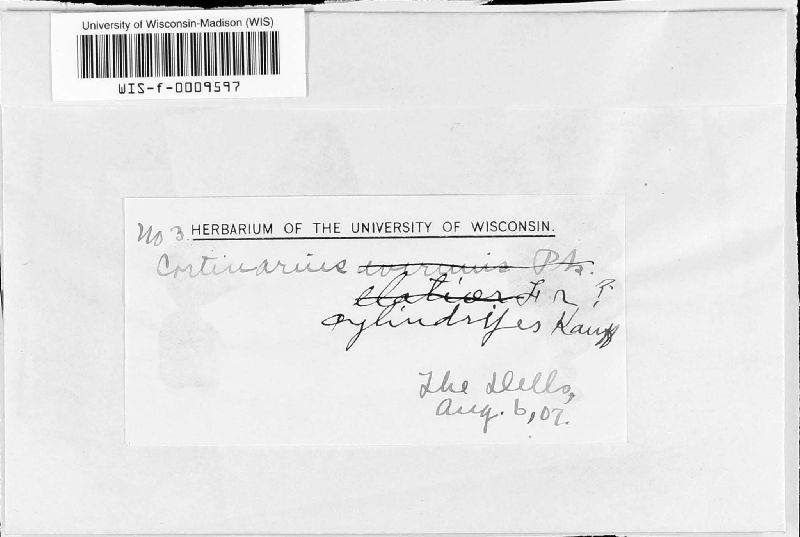 University of Wisconsin-Madison (WIS)
WIS-f-0009597
No 3. HERBARIUM OF THE UNIVERSITY OF WISCONSIN.
Cortinarius Pk.
elatior Fr ?
cylindripes Kauff
The Dells,
Aug. 6, 07.